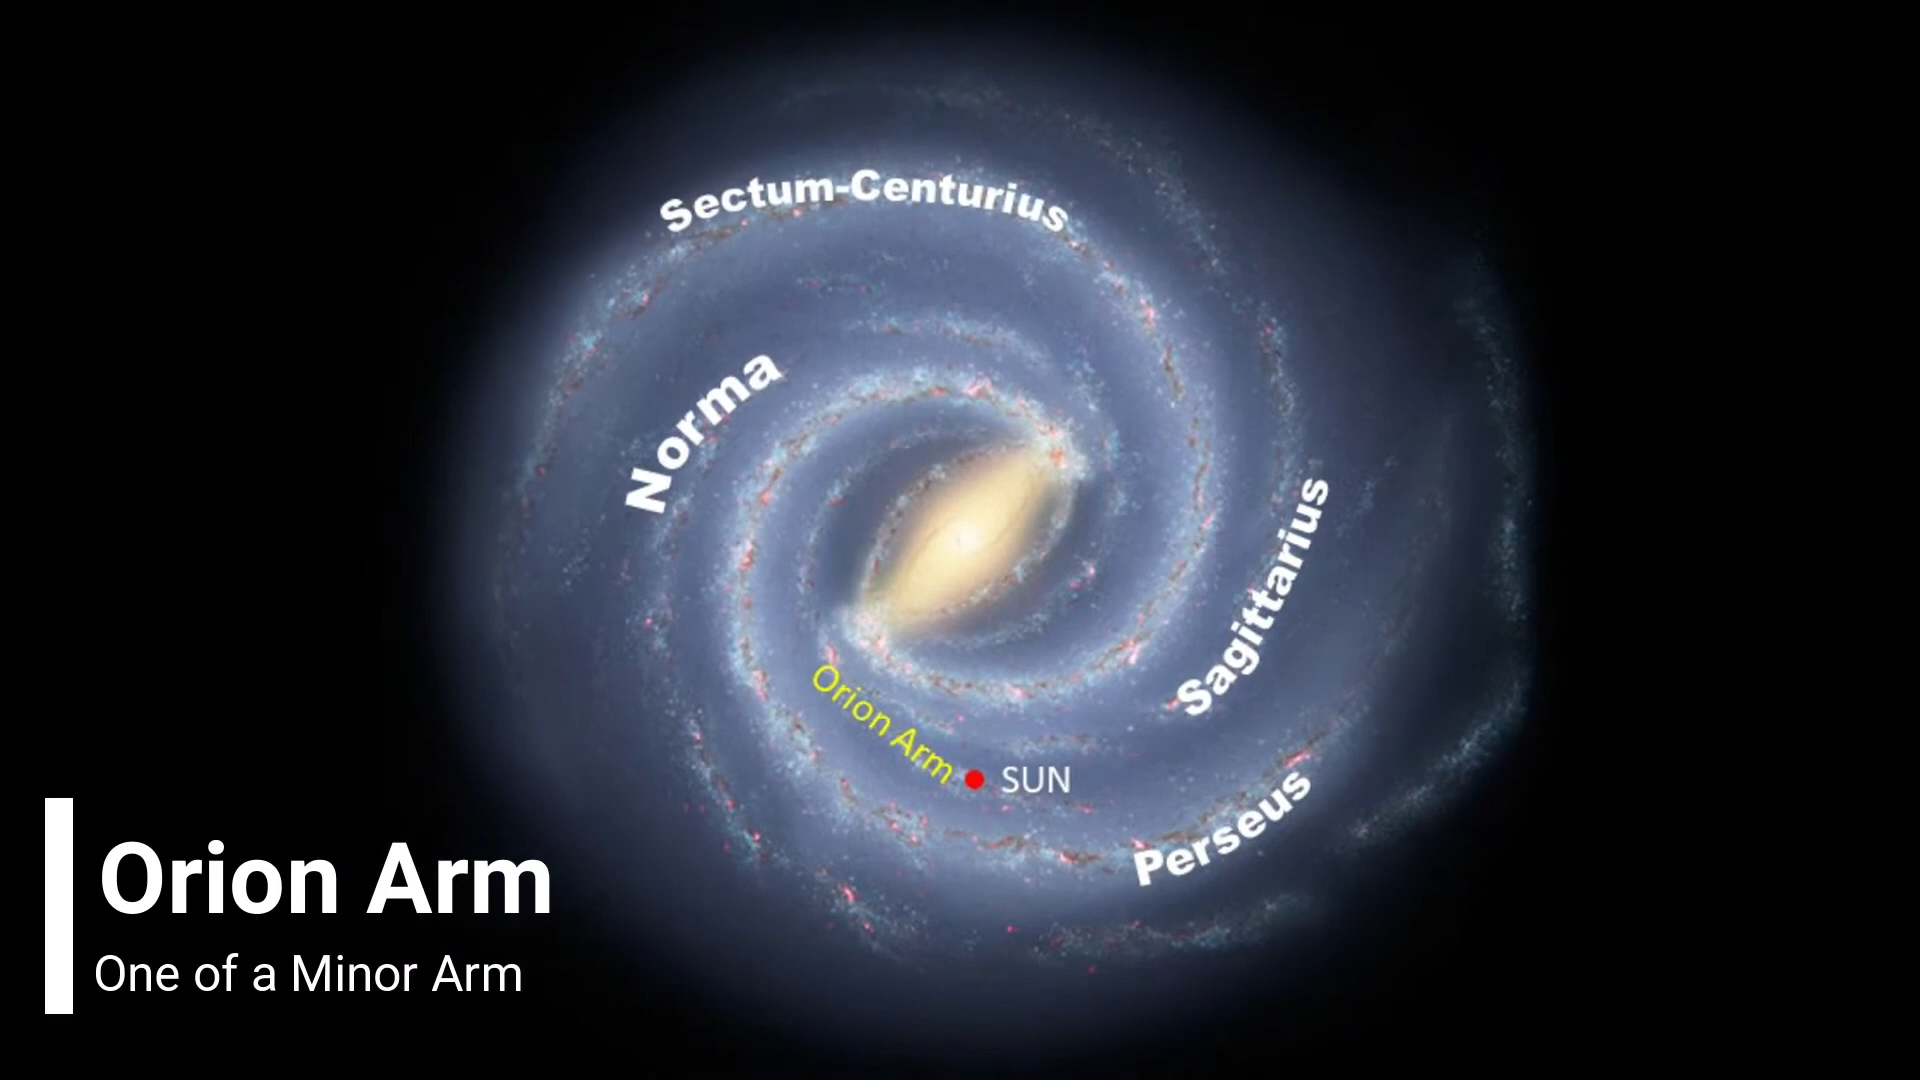 Sectum-Centurius
Norma
Sagittarius
Orion Arm
SUN
Perseus
Orion Arm
One of a Minor Arm